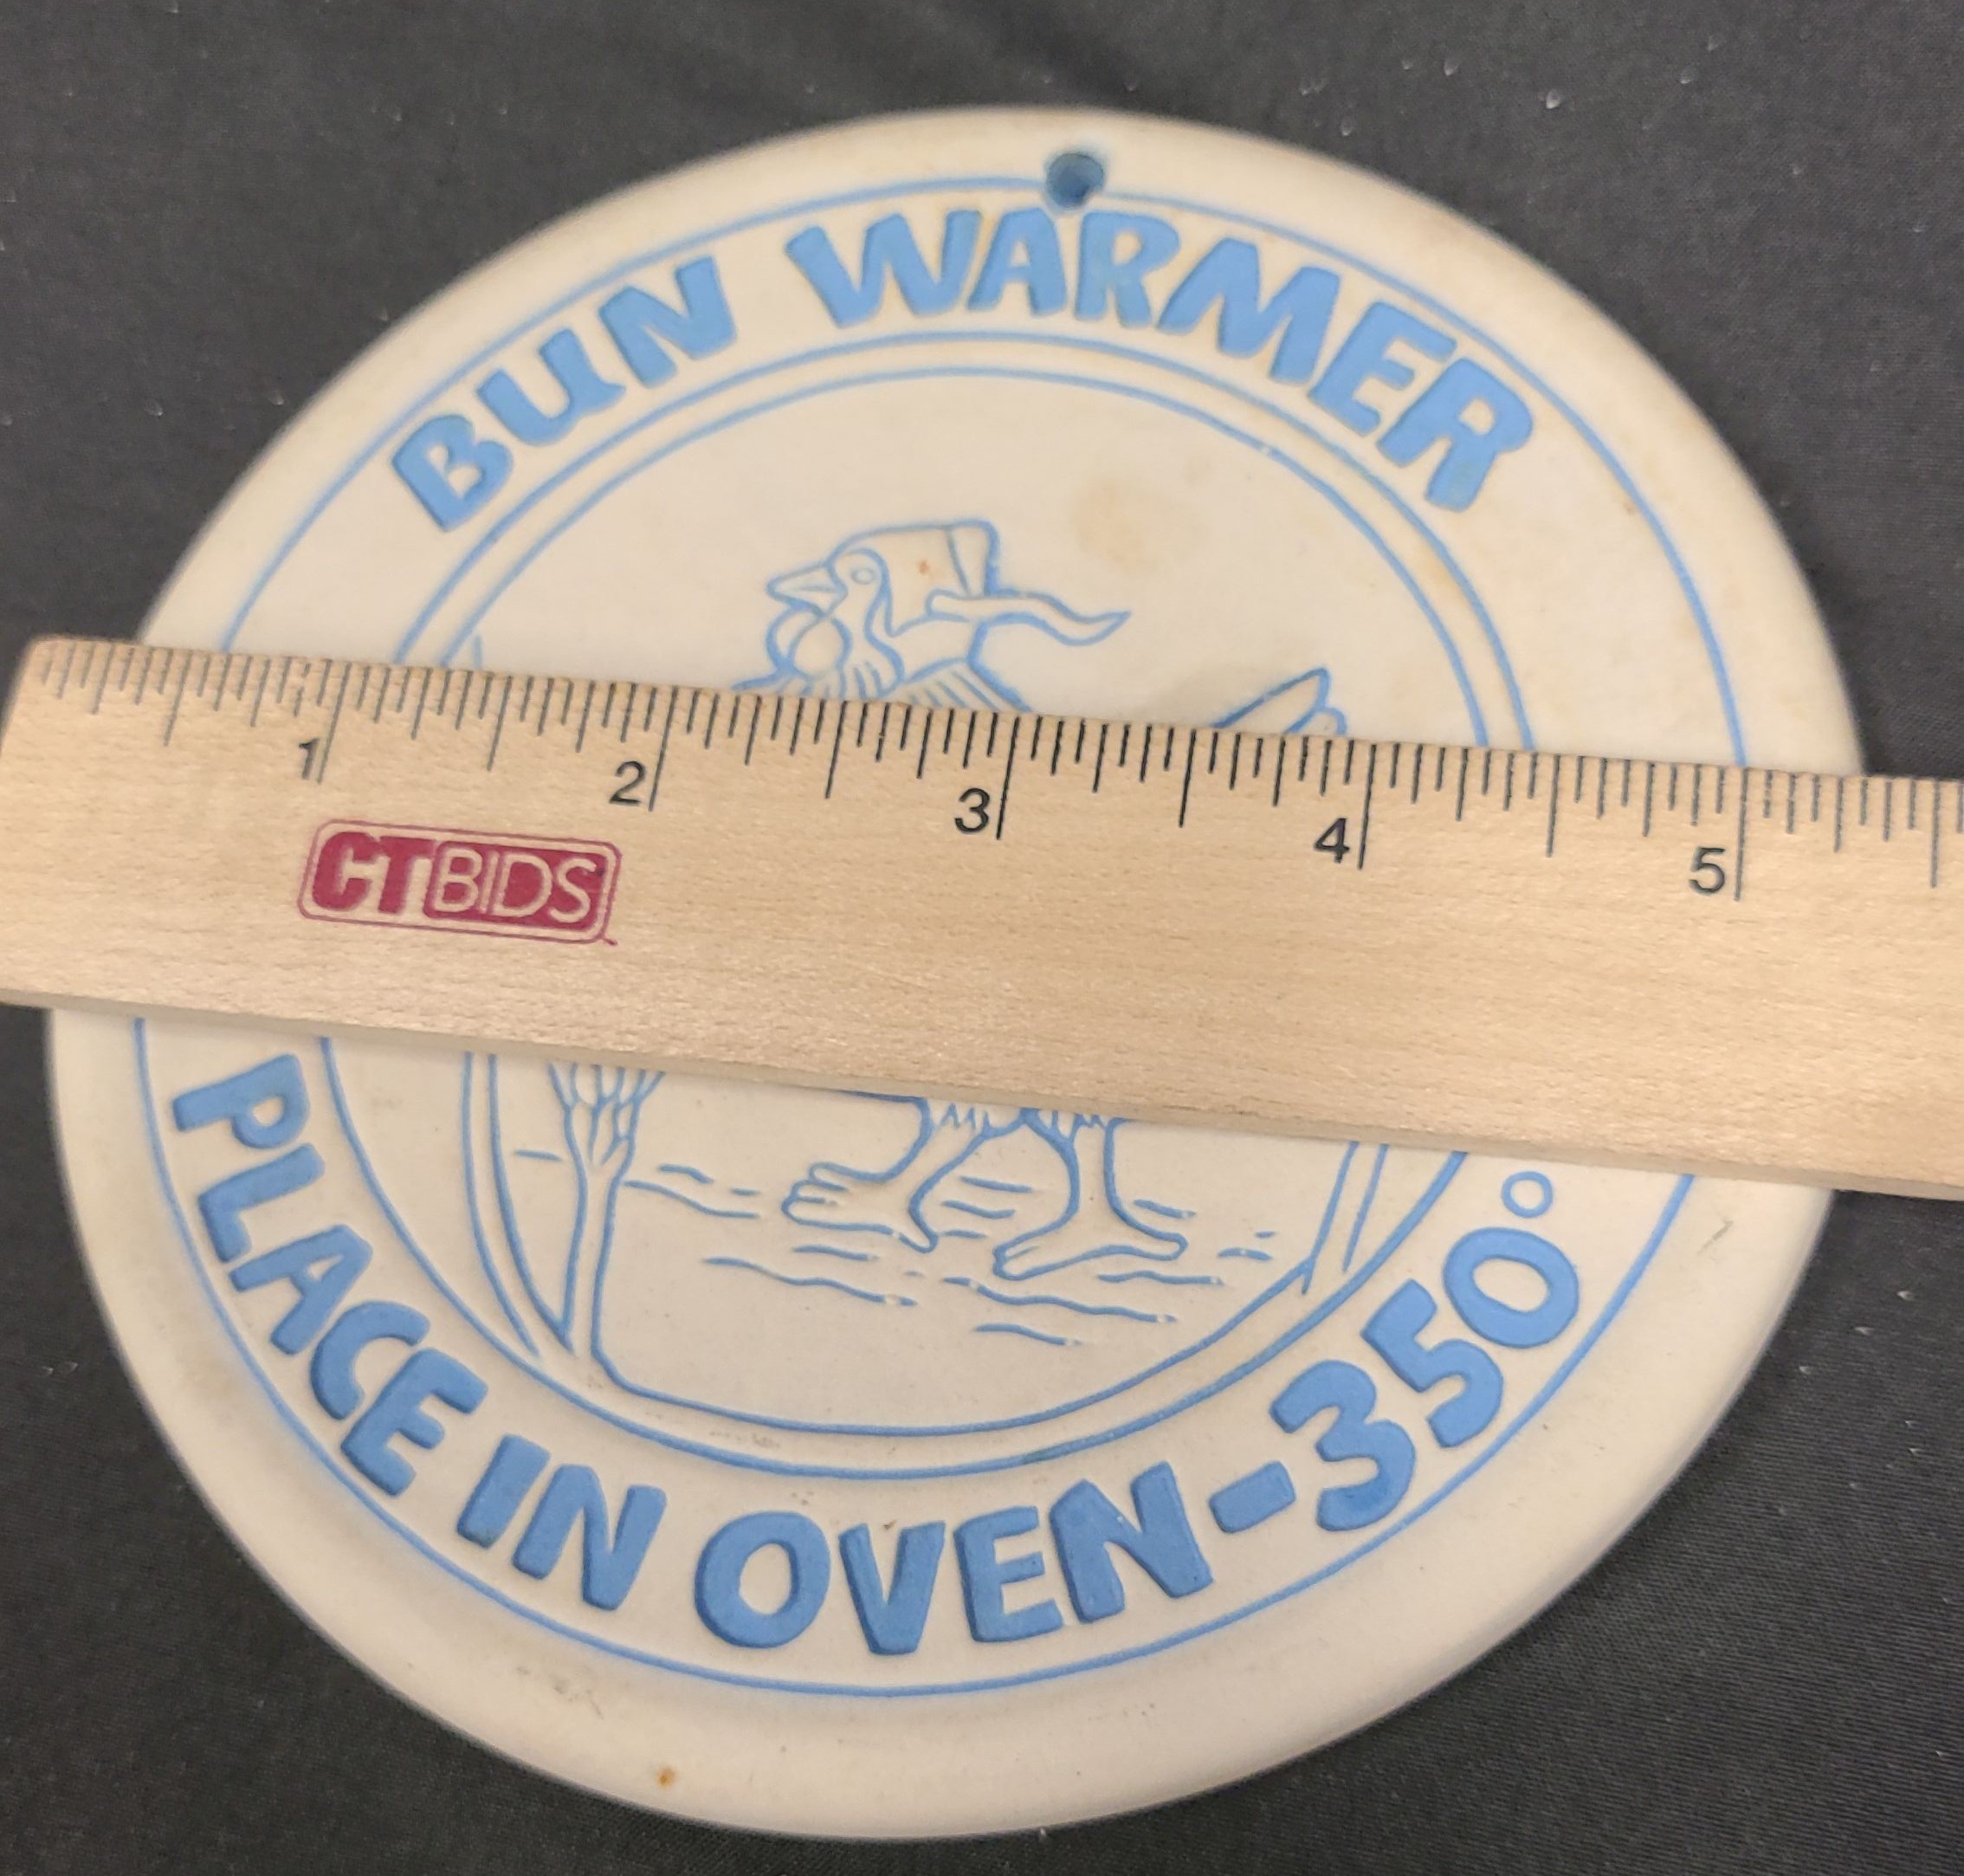 BUN WARMER
1 2 3 4 5
CTBIDS
PLACE IN OVEN-350°